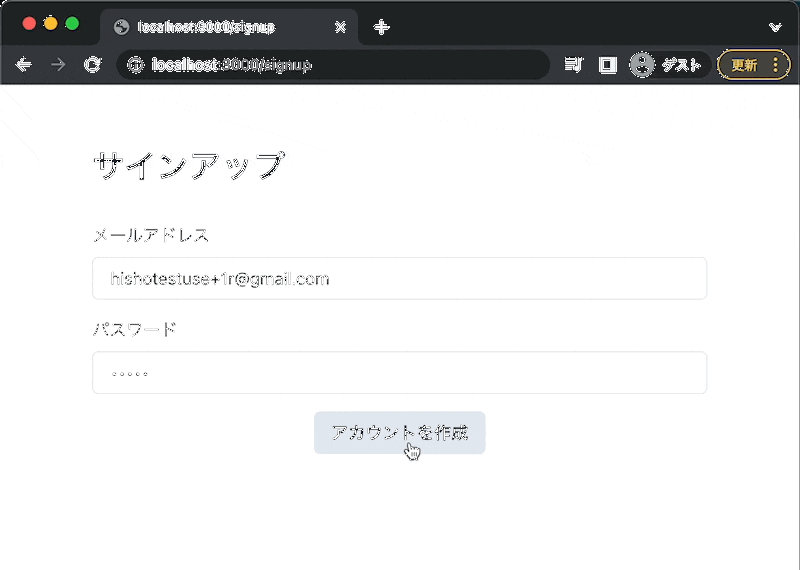 localhost:3000/signup
localhost:3000/signup
ゲスト
更新
サインアップ
メールアドレス
hishotestuse+1r@gmail.com
パスワード
アカウントを作成